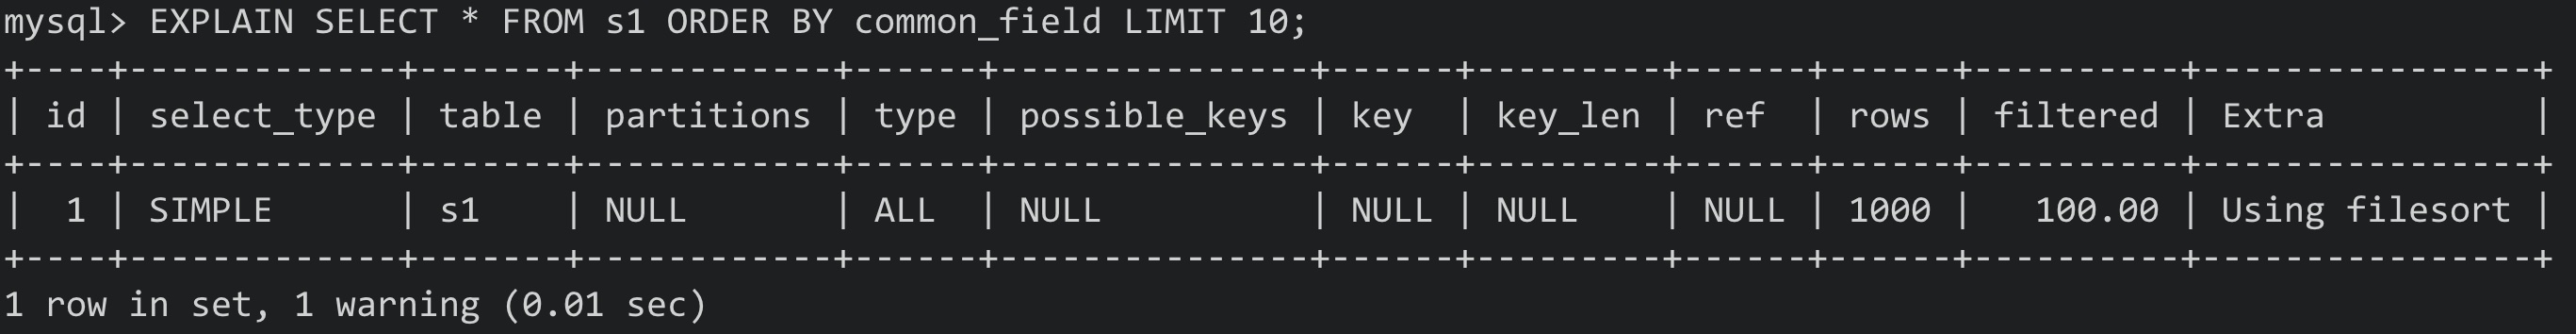 mysql> EXPLAIN SELECT * FROM s1 ORDER BY common_field LIMIT 10;
+----+-------------+-------+------------+------+---------------+------+---------+------+------+----------+----------------+
| id | select_type | table | partitions | type | possible_keys | key  | key_len | ref  | rows | filtered | Extra          |
+----+-------------+-------+------------+------+---------------+------+---------+------+------+----------+----------------+
|  1 | SIMPLE      | s1    | NULL       | ALL  | NULL          | NULL | NULL    | NULL | 1000 |   100.00 | Using filesort |
+----+-------------+-------+------------+------+---------------+------+---------+------+------+----------+----------------+
1 row in set, 1 warning (0.01 sec)